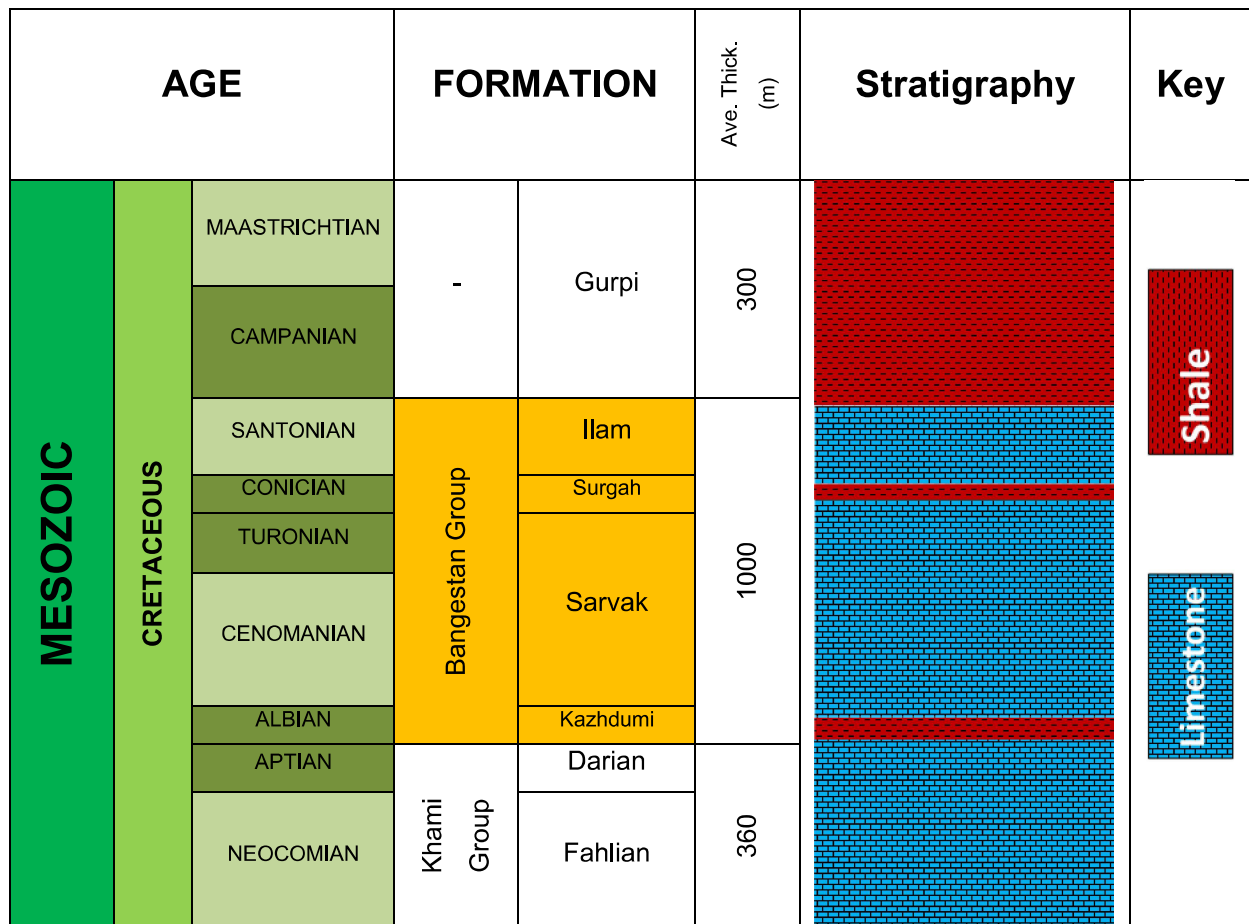 AGE
FORMATION
Ave. Thick.
(m)
Stratigraphy
Key
MESOZOIC
CRETACEOUS
MAASTRICHTIAN
CAMPANIAN
SANTONIAN
CONICIAN
TURONIAN
CENOMANIAN
ALBIAN
APTIAN
NEOCOMIAN
-
Bangestan Group
Khami
Group
Gurpi
Ilam
Surgah
Sarvak
Kazhdumi
Darian
Fahlian
300
1000
360
Shale
Limestone